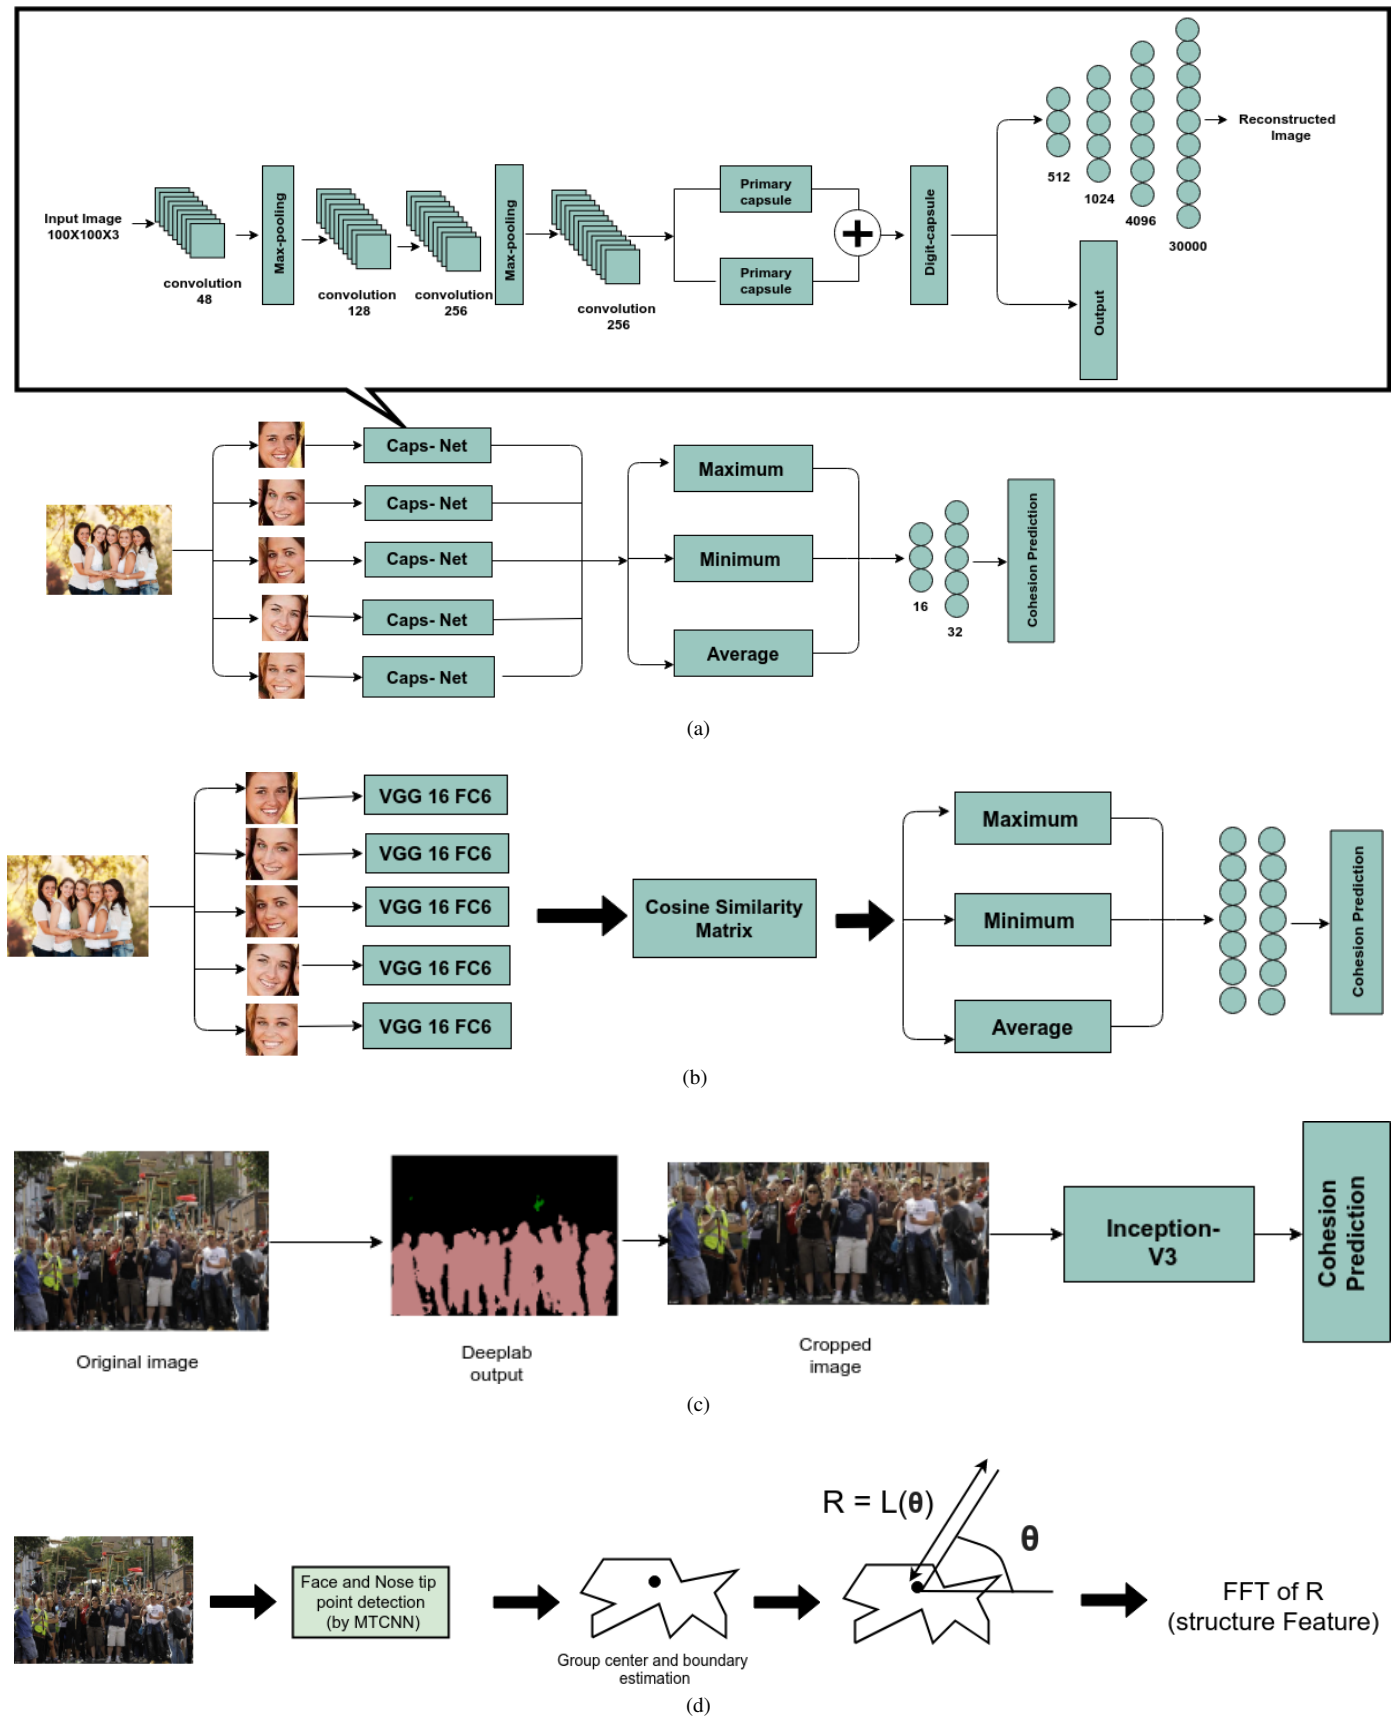 Input Image
100X100X3
convolution
48
Max-pooling
convolution
128
convolution
256
Max-pooling
convolution
256
Primary
capsule
Primary
capsule
Digit-capsule
512
1024
4096
30000
Reconstructed
Image
Output
Caps- Net
Caps- Net
Caps- Net
Caps- Net
Caps- Net
Maximum
Minimum
Average
16
32
Cohesion Prediction
(a)
VGG 16 FC6
VGG 16 FC6
VGG 16 FC6
VGG 16 FC6
VGG 16 FC6
Cosine Similarity
Matrix
Maximum
Minimum
Average
Cohesion Prediction
(b)
Original image
Deeplab
output
Cropped
image
Inception-
V3
Cohesion
Prediction
(c)
Face and Nose tip
point detection
(by MTCNN)
Group center and boundary
estimation
R = L(θ)
θ
FFT of R
(structure Feature)
(d)